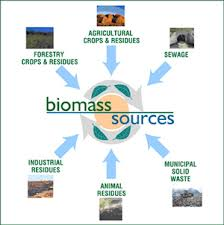 AGRICULTURAL
CROPS & RESIDUES
FORESTRY
CROPS & RESIDUES
SEWAGE
biomass
sources
INDUSTRIAL
RESIDUES
ANIMAL
RESIDUES
MUNICIPAL
SOLID
WASTE